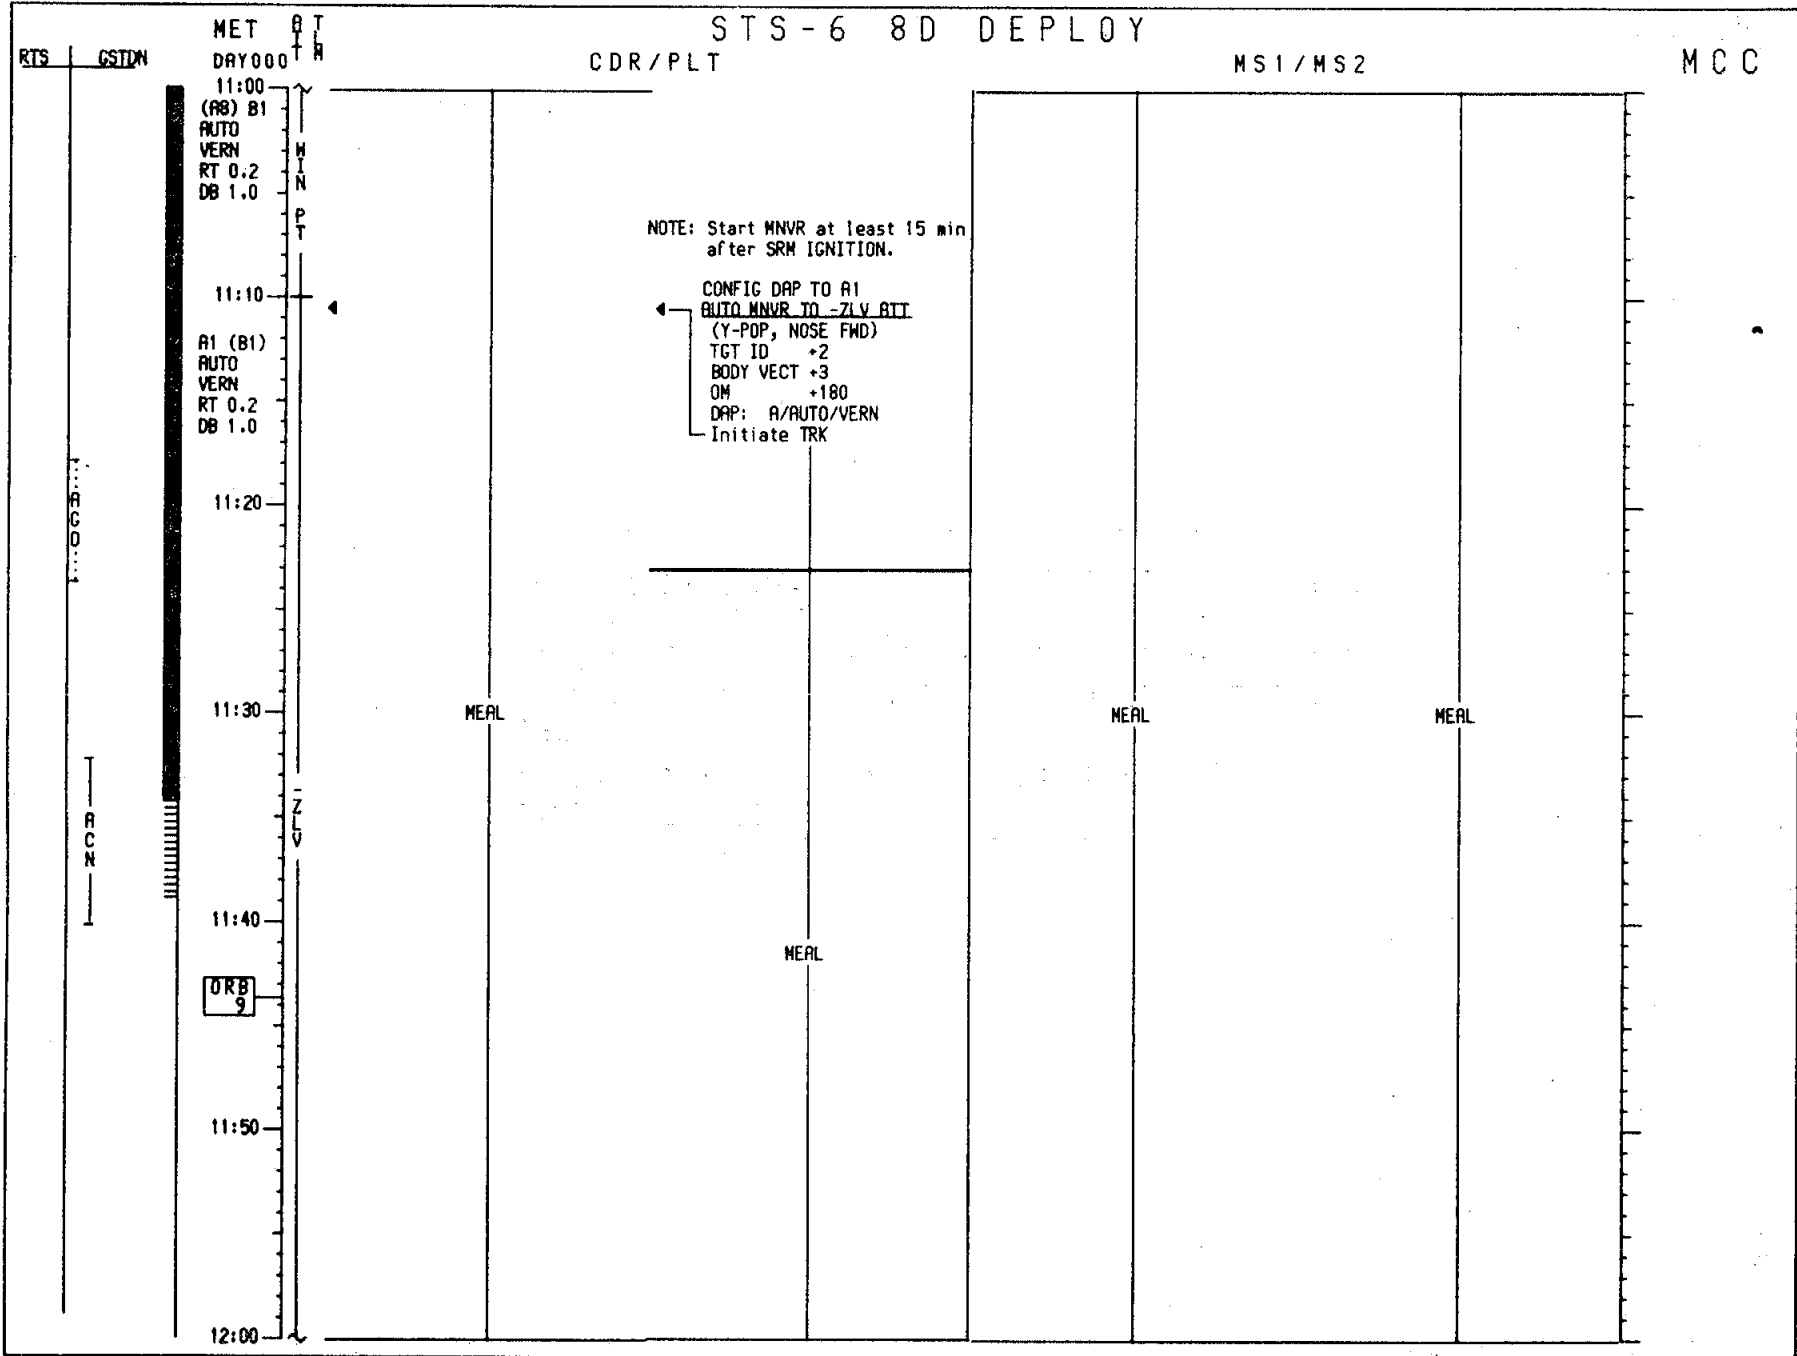 STS-6 8D DEPLOY
RTS GSTDN
MET
DAY000
ATT
TLM
CDR/PLT
MS1/MS2
MCC
11:00
(A8) B1
AUTO
VERN
RT 0.2
DB 1.0
WIN PT
NOTE: Start MNVR at least 15 min
after SRM IGNITION.
11:10
CONFIG DAP TO A1
AUTO MNVR TO -ZLV ATT
(Y-POP, NOSE FWD)
TGT ID +2
BODY VECT +3
OM +180
DAP: A/AUTO/VERN
Initiate TRK
A1 (B1)
AUTO
VERN
RT 0.2
DB 1.0
AGO
11:20
11:30
MEAL
MEAL
MEAL
-ZLV
ACN
11:40
MEAL
ORB
9
11:50
12:00